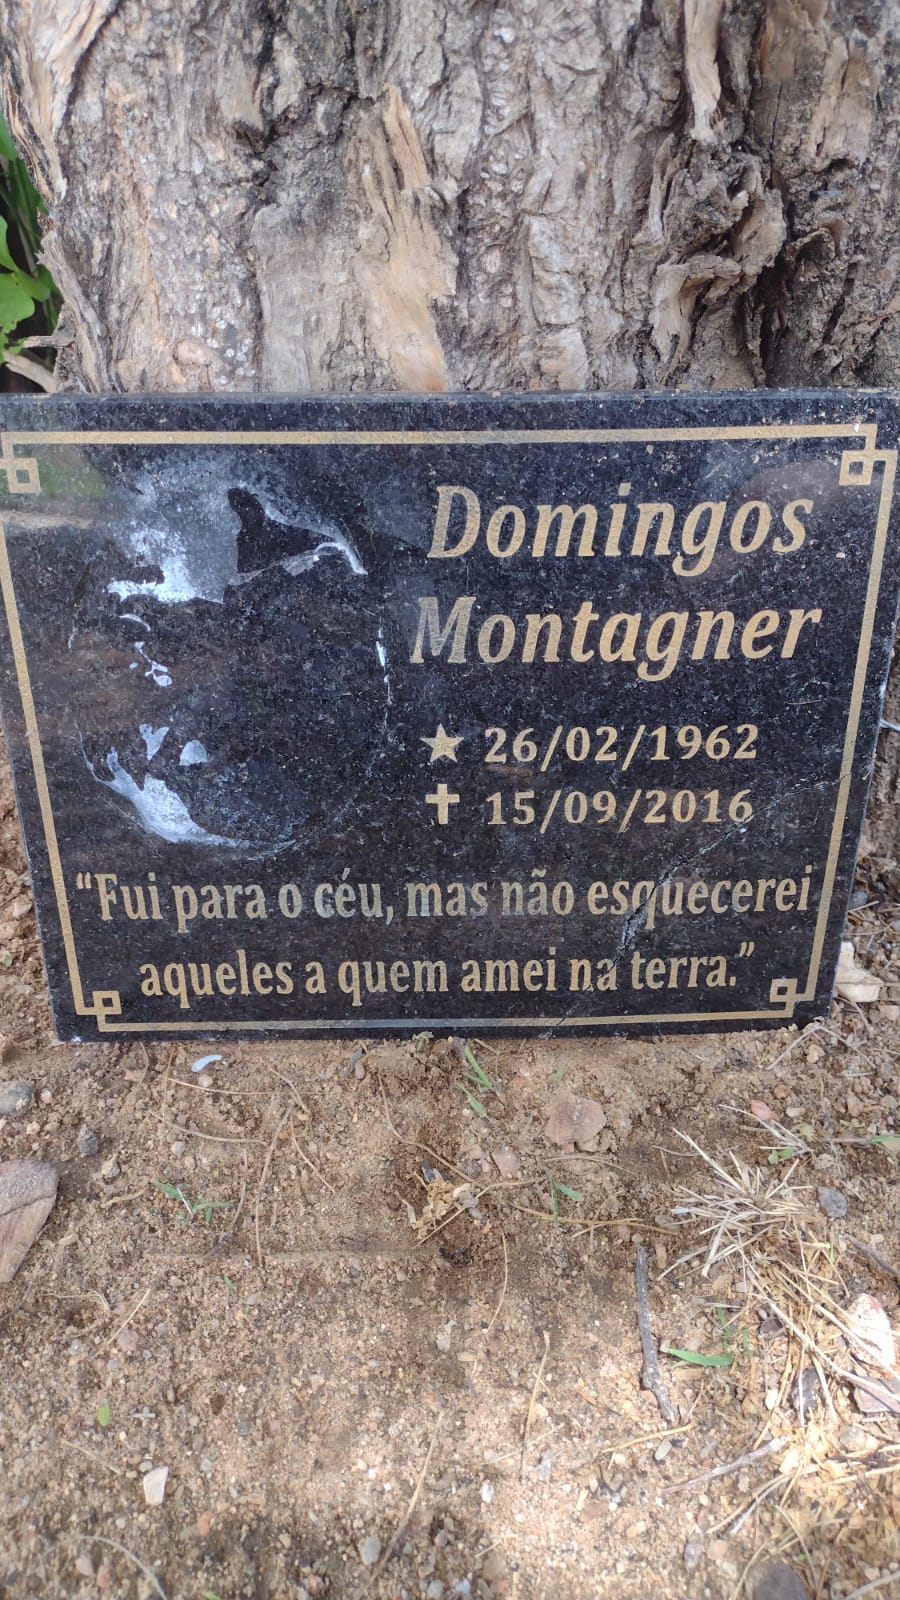 Domingos
Montagner
★ 26/02/1962
✝ 15/09/2016
“Fui para o céu, mas não esquecerei
aqueles a quem amei na terra.”